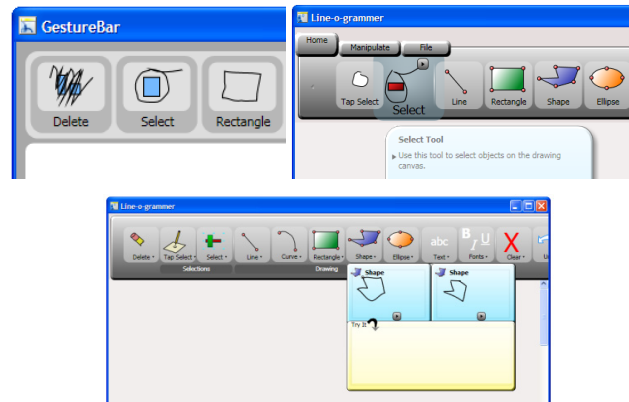 GestureBar
Delete
Select
Rectangle
Line-o-grammer
Home
Manipulate
File
Tap Select
Select
Line
Rectangle
Shape
Ellipse
Select Tool
Use this tool to select objects on the drawing
canvas.
Line-o-grammer
Delete
Tap Select
Select
Line
Curve
Rectangle
Shape
Ellipse
abc
Text
B I U
Fonts
X
Clear
Selections
Drawing
Shape
Shape
Try It